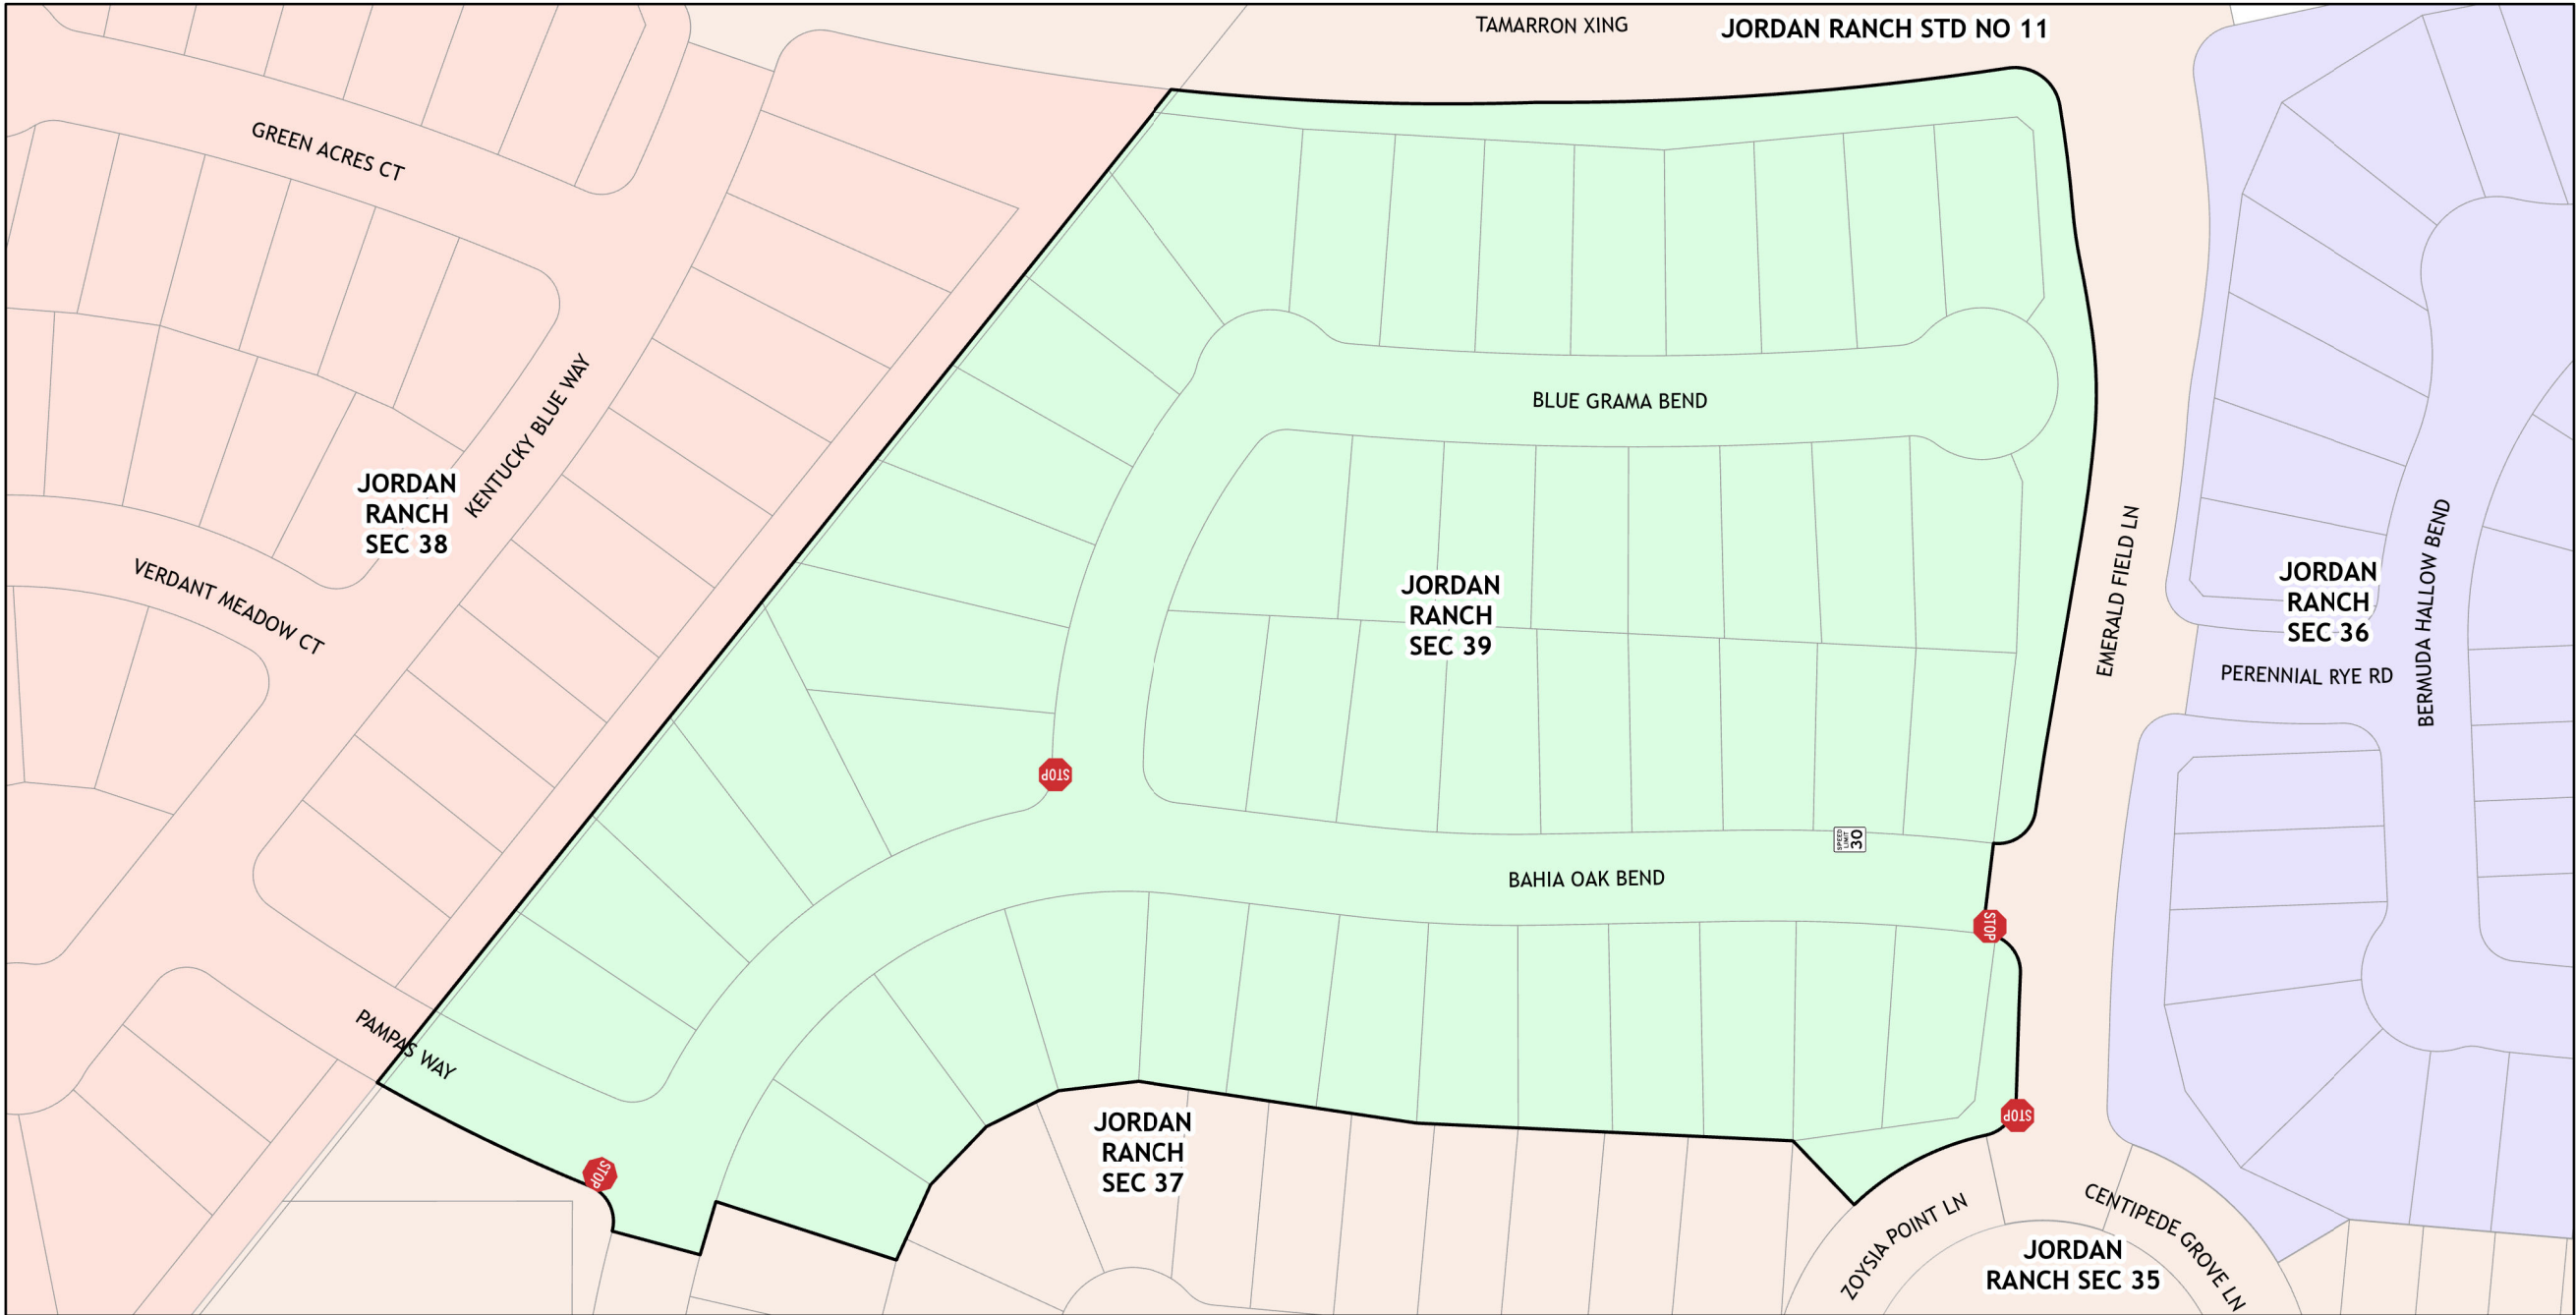 TAMARRON XING
JORDAN RANCH STD NO 11
GREEN ACRES CT
KENTUCKY BLUE WAY
BLUE GRAMA BEND
JORDAN
RANCH
SEC 38
VERDANT MEADOW CT
JORDAN
RANCH
SEC 39
EMERALD FIELD LN
JORDAN
RANCH
SEC 36
BERMUDA HALLOW BEND
PERENNIAL RYE RD
STOP
SPEED
LIMIT
30
BAHIA OAK BEND
STOP
PAMPAS WAY
STOP
JORDAN
RANCH
SEC 37
STOP
ZOYSIA POINT LN
CENTIPEDE GROVE LN
JORDAN
RANCH SEC 35